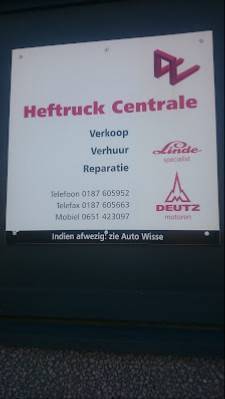 Heftruck Centrale
Verkoop
Verhuur
Reparatie
Linde
specialist
Telefoon 0187 605952
Telefax 0187 605663
Mobiel 0651 423097
DEUTZ
motoren
Indien afwezig: zie Auto Wisse